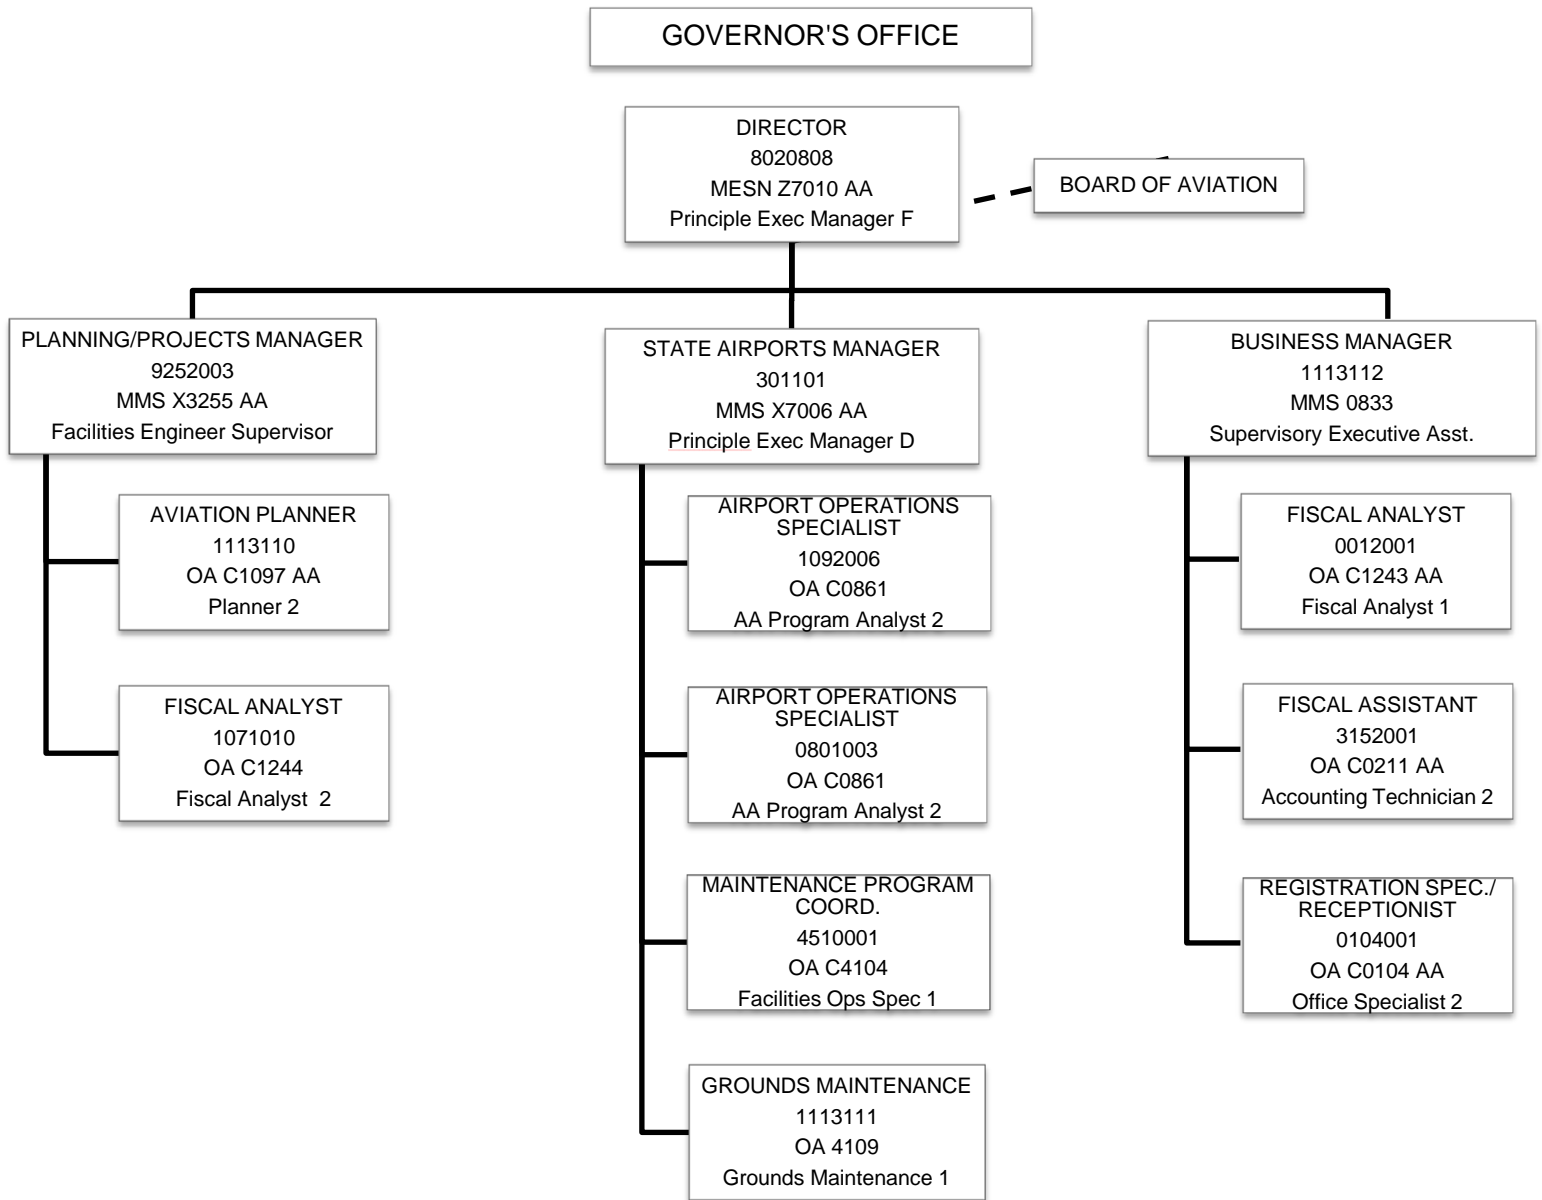 GOVERNOR'S OFFICE
DIRECTOR
8020808
MESN Z7010 AA
Principle Exec Manager F
BOARD OF AVIATION
PLANNING/PROJECTS MANAGER
9252003
MMS X3255 AA
Facilities Engineer Supervisor
STATE AIRPORTS MANAGER
301101
MMS X7006 AA
Principle Exec Manager D
BUSINESS MANAGER
1113112
MMS 0833
Supervisory Executive Asst.
AVIATION PLANNER
1113110
OA C1097 AA
Planner 2
FISCAL ANALYST
1071010
OA C1244
Fiscal Analyst  2
AIRPORT OPERATIONS
SPECIALIST
1092006
OA C0861
AA Program Analyst 2
AIRPORT OPERATIONS
SPECIALIST
0801003
OA C0861
AA Program Analyst 2
MAINTENANCE PROGRAM
COORD.
4510001
OA C4104
Facilities Ops Spec 1
GROUNDS MAINTENANCE
1113111
OA 4109
Grounds Maintenance 1
FISCAL ANALYST
0012001
OA C1243 AA
Fiscal Analyst 1
FISCAL ASSISTANT
3152001
OA C0211 AA
Accounting Technician 2
REGISTRATION SPEC./
RECEPTIONIST
0104001
OA C0104 AA
Office Specialist 2